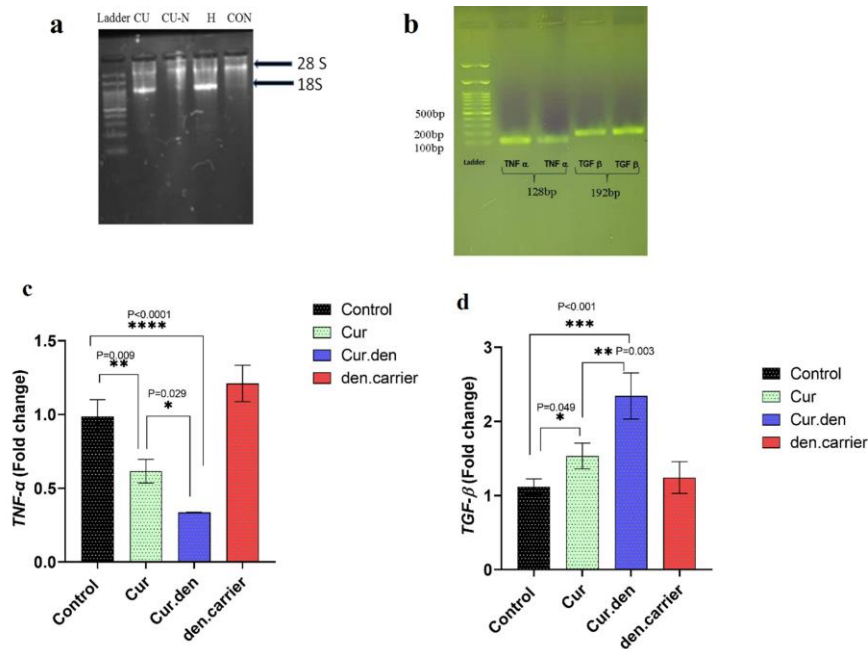 a
Ladder CU CU-N H CON
28 S
18S
b
500bp
200bp
100bp
Ladder
TNF α. TNF α. TGF β TGF β
128bp 192bp
c
P<0.0001
****
P=0.009
**
P=0.029
*
TNF-α (Fold change)
1.5
1.0
0.5
0.0
Control
Cur
Cur.den
den.carrier
Control
Cur
Cur.den
den.carrier
d
P<0.001
***
** P=0.003
P=0.049
*
TGF-β (Fold change)
3
2
1
0
Control
Cur
Cur.den
den.carrier
Control
Cur
Cur.den
den.carrier